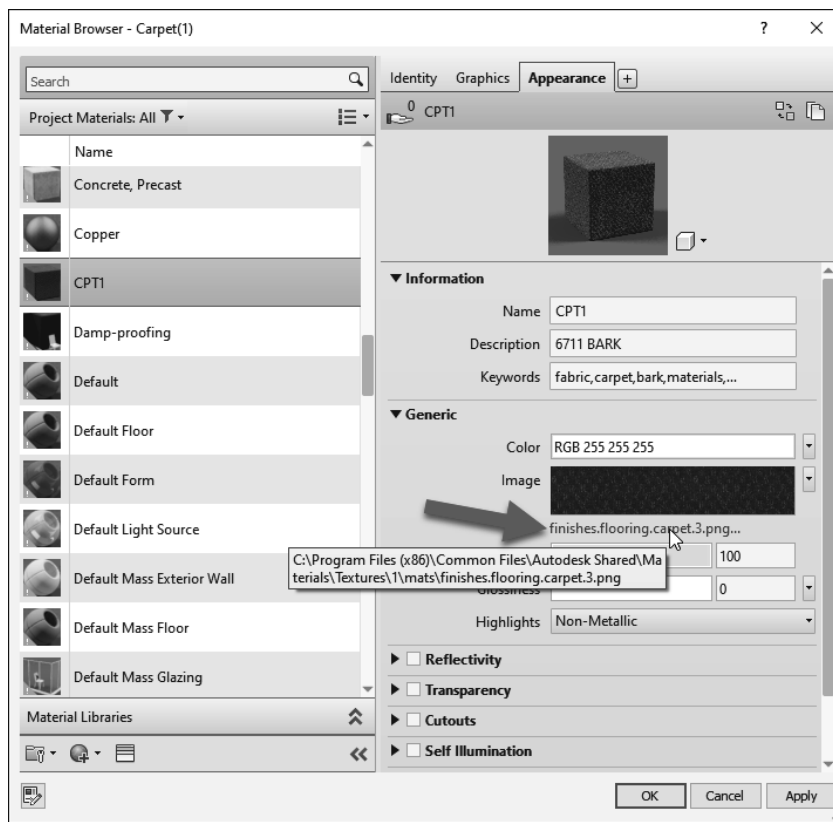 Material Browser - Carpet(1)
?
Search
Project Materials: All
Name
Concrete, Precast
Copper
CPT1
Damp-proofing
Default
Default Floor
Default Form
Default Light Source
Default Mass Exterior Wall
Default Mass Floor
Default Mass Glazing
Material Libraries
Identity Graphics Appearance +
0
CPT1
Information
Name CPT1
Description 6711 BARK
Keywords fabric,carpet,bark,materials,...
Generic
Color RGB 255 255 255
Image
finishes.flooring.carpet.3.png...
100
C:\Program Files (x86)\Common Files\Autodesk Shared\Ma
terials\Textures\1\mats\finishes.flooring.carpet.3.png
Glossiness 0
Highlights Non-Metallic
Reflectivity
Transparency
Cutouts
Self Illumination
OK Cancel Apply